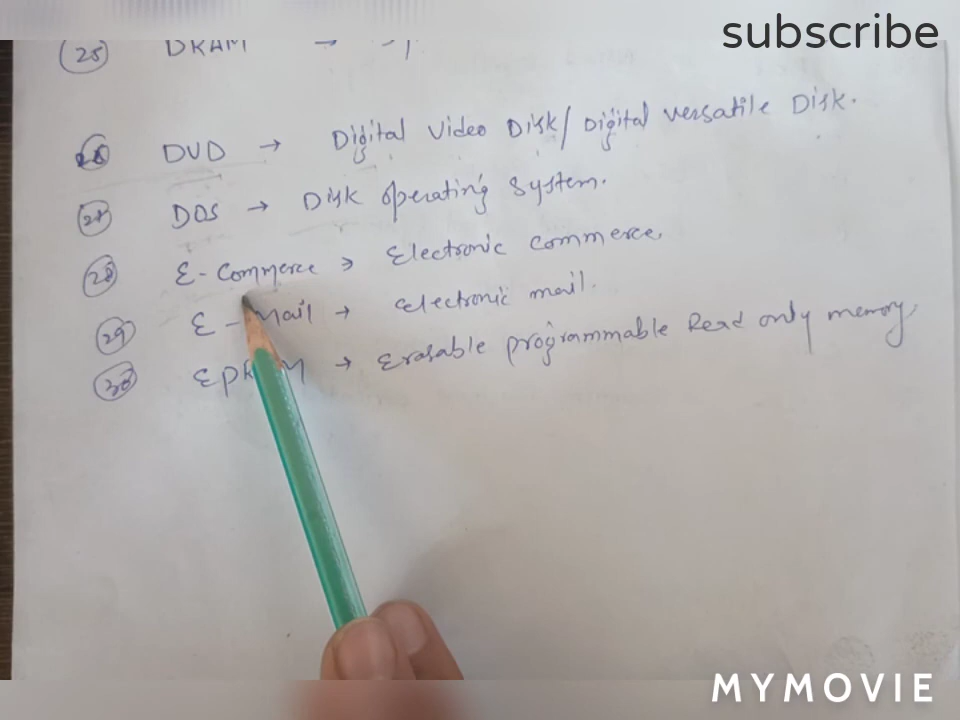 subscribe
25 DRAM →
26 DVD → Digital Video Disk/ Digital versatile Disk.
27 DOS → Disk operating system.
28 E-commerce → Electronic commerce
29 E-mail → Electronic mail.
30 → Erasable programmable Read only memory,
MYMOVIE